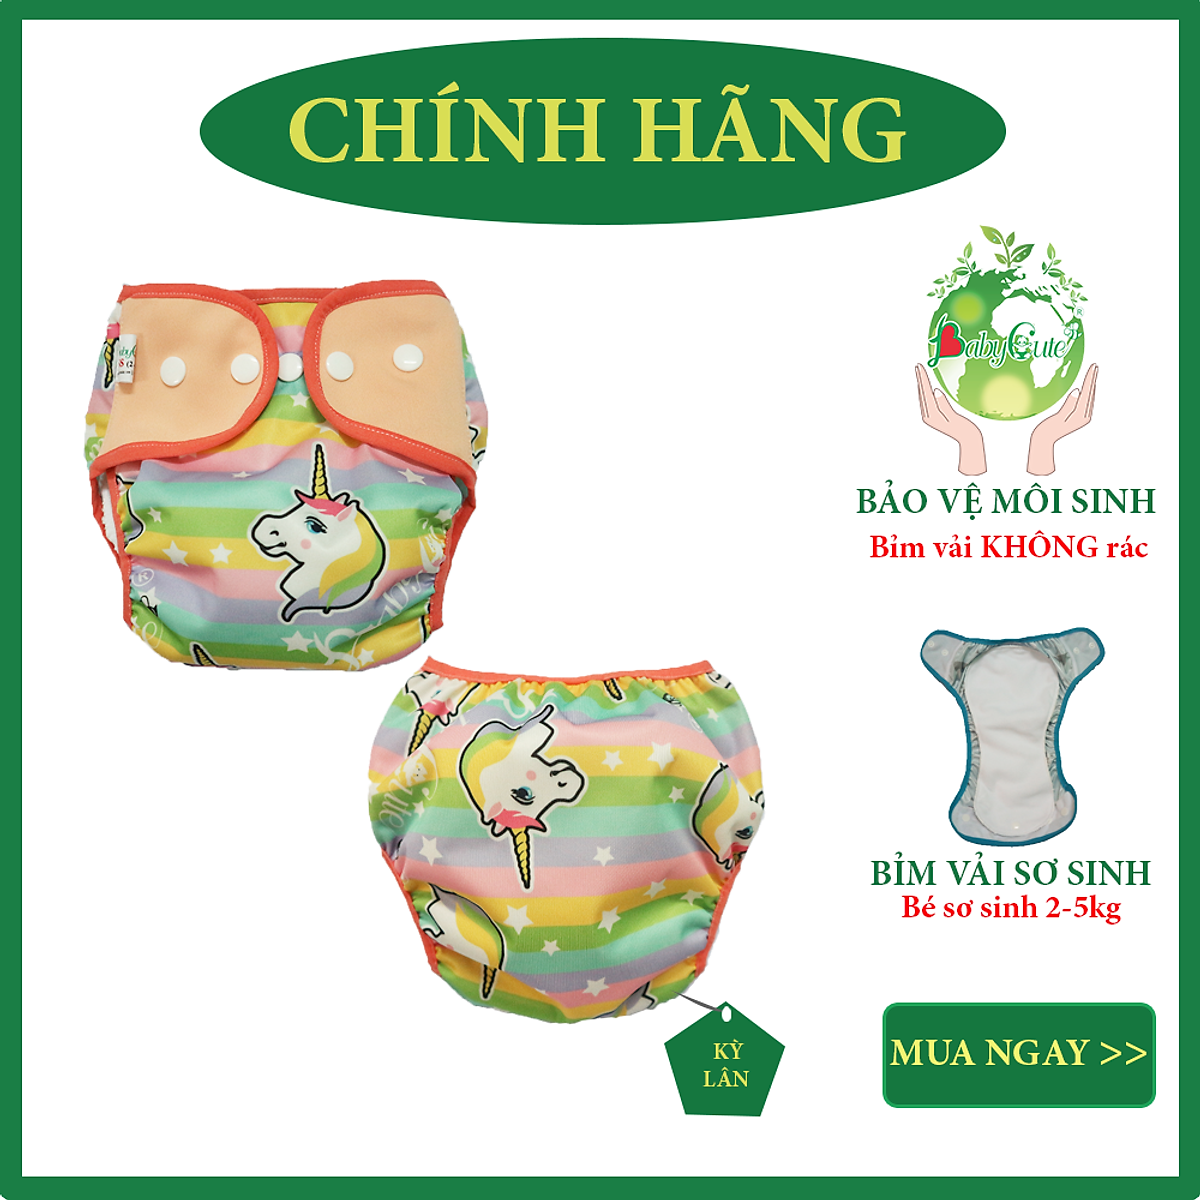 CHÍNH HÃNG
BabyCute
®
BẢO VỆ MÔI SINH
Bỉm vải KHÔNG rác
BỈM VẢI SƠ SINH
Bé sơ sinh 2-5kg
KỲ
LÂN
MUA NGAY >>